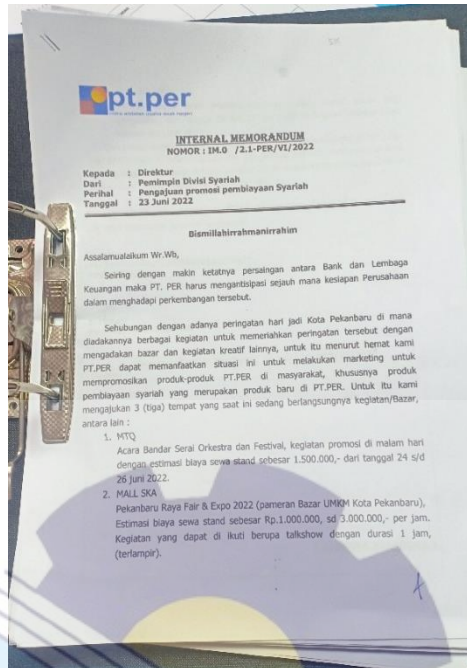 pt.per
INTERNAL MEMORANDUM
NOMOR : IM.0 /2.1-PER/VI/2022
Kepada : Direktur
Dari : Pemimpin Divisi Syariah
Perihal : Pengajuan promosi pembiayaan Syariah
Tanggal : 23 Juni 2022
Bismillahirrahmanirrahim
Assalamualaikum Wr.Wb,
Seiring dengan makin ketatnya persaingan antara Bank dan Lembaga
Keuangan maka PT. PER harus mengantisipasi sejauh mana kesiapan Perusahaan
dalam menghadapi perkembangan tersebut.
Sehubungan dengan adanya peringatan hari jadi Kota Pekanbaru di mana
diadakannya berbagai kegiatan untuk memeriahkan peringatan tersebut dengan
mengadakan bazar dan kegiatan kreatif lainnya, untuk itu menurut hemat kami
PT.PER dapat memanfaatkan situasi ini untuk melakukan marketing untuk
mempromosikan produk-produk PT.PER di masyarakat, khususnya produk
pembiayaan syariah yang merupakan produk baru di PT.PER. Untuk itu kami
mengajukan 3 (tiga) tempat yang saat ini sedang berlangsungnya kegiatan/Bazar,
antara lain :
1. MTQ
Acara Bandar Serai Orkestra dan Festival, kegiatan promosi di malam hari
dengan estimasi biaya sewa stand sebesar 1.500.000,- dari tanggal 24 s/d
26 Juni 2022.
2. MALL SKA
Pekanbaru Raya Fair & Expo 2022 (pameran Bazar UMKM Kota Pekanbaru),
Estimasi biaya sewa stand sebesar Rp.1.000.000, sd 3.000.000,- per jam.
Kegiatan yang dapat di ikuti berupa talkshow dengan durasi 1 jam,
(terlampir).